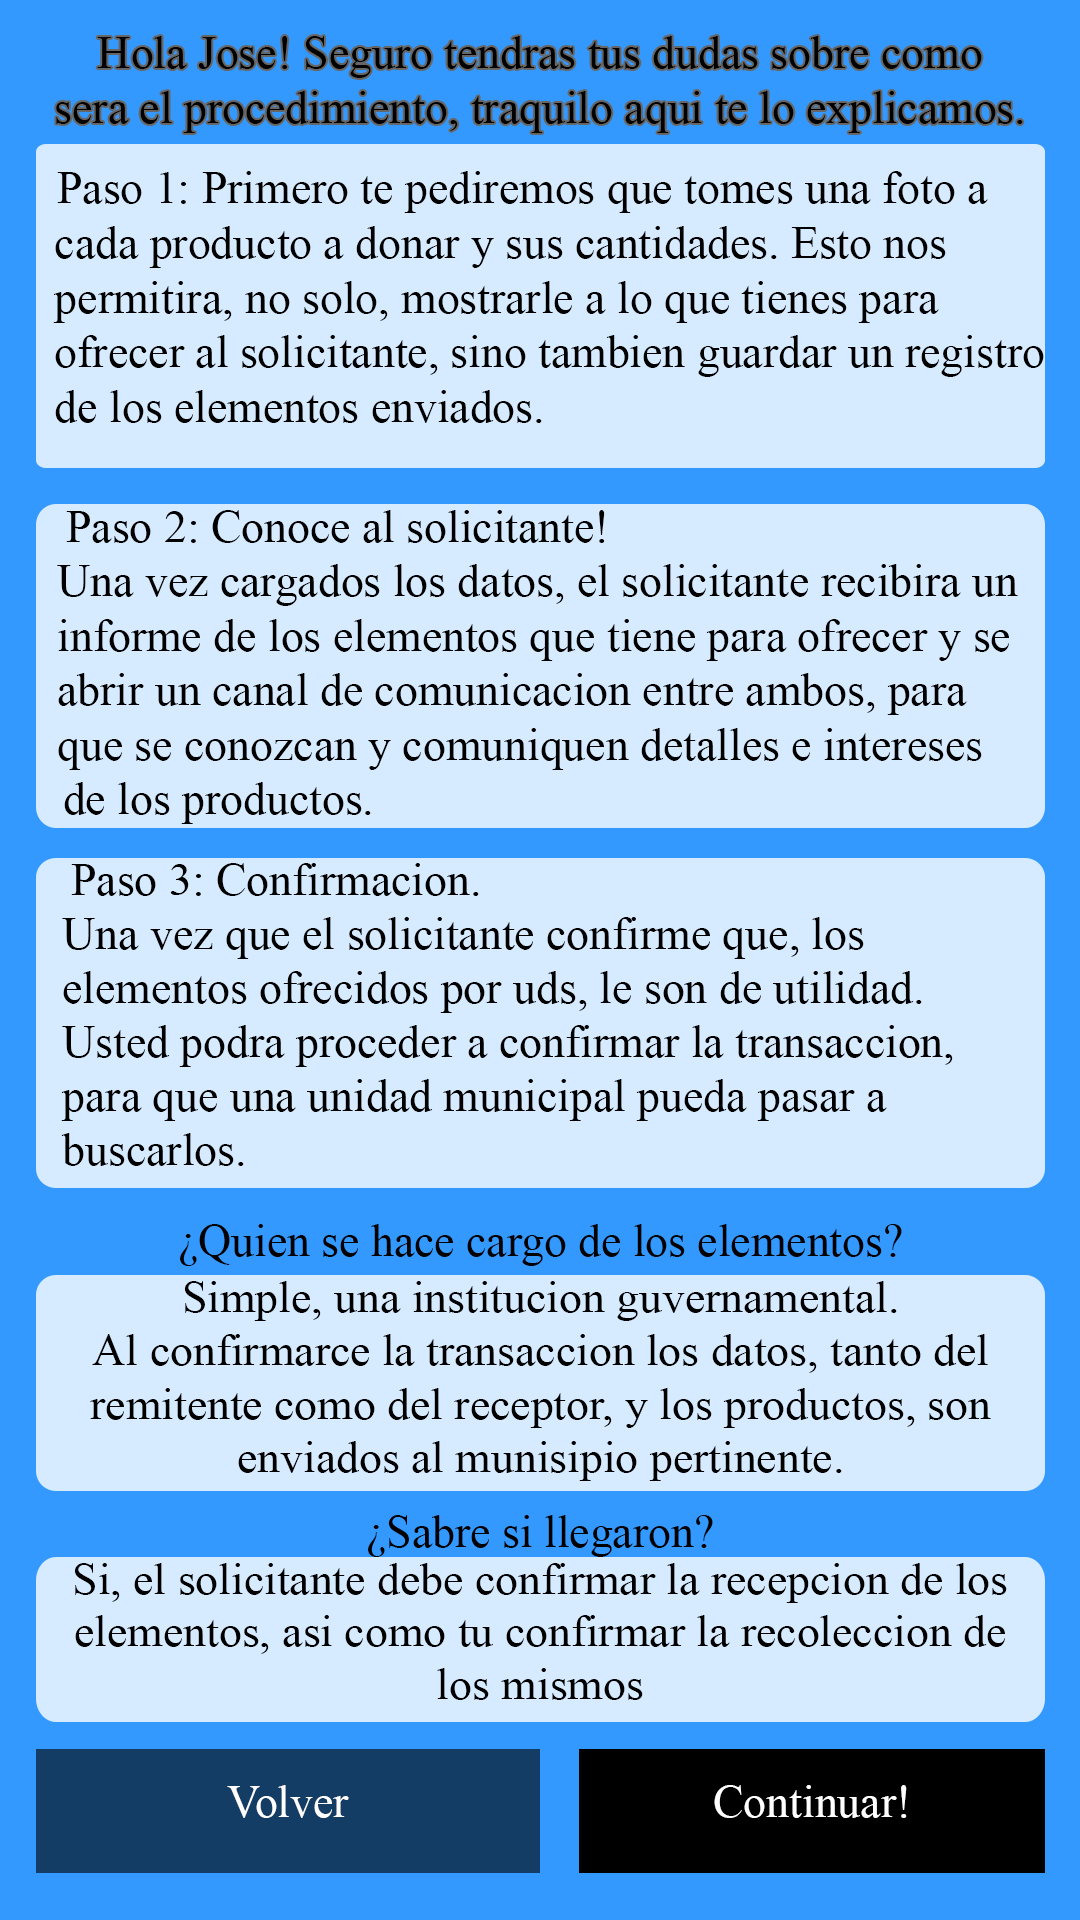 Hola Jose! Seguro tendras tus dudas sobre como
sera el procedimiento, traquilo aqui te lo explicamos.
Paso 1: Primero te pediremos que tomes una foto a
cada producto a donar y sus cantidades. Esto nos
permitira, no solo, mostrarle a lo que tienes para
ofrecer al solicitante, sino tambien guardar un registro
de los elementos enviados.
Paso 2: Conoce al solicitante!
Una vez cargados los datos, el solicitante recibira un
informe de los elementos que tiene para ofrecer y se
abrir un canal de comunicacion entre ambos, para
que se conozcan y comuniquen detalles e intereses
de los productos.
Paso 3: Confirmacion.
Una vez que el solicitante confirme que, los
elementos ofrecidos por uds, le son de utilidad.
Usted podra proceder a confirmar la transaccion,
para que una unidad municipal pueda pasar a
buscarlos.
¿Quien se hace cargo de los elementos?
Simple, una institucion guvernamental.
Al confirmarce la transaccion los datos, tanto del
remitente como del receptor, y los productos, son
enviados al munisipio pertinente.
¿Sabre si llegaron?
Si, el solicitante debe confirmar la recepcion de los
elementos, asi como tu confirmar la recoleccion de
los mismos
Volver
Continuar!